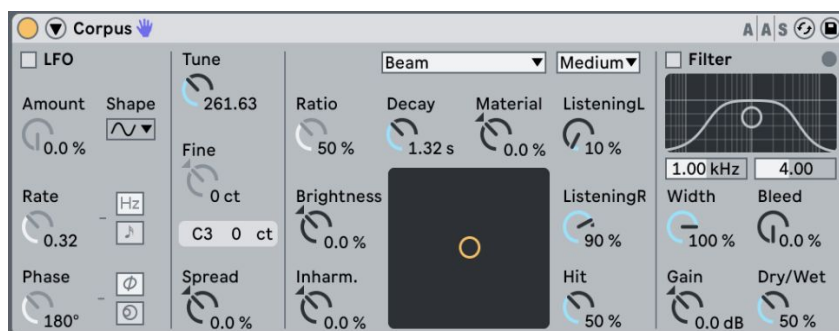 Corpus
A A S
LFO
Amount
Shape
0.0 %
Rate
0.32
Hz
Phase
180°
Tune
261.63
Fine
0 ct
C3 0 ct
Spread
0.0 %
Beam
Medium
Ratio
50 %
Decay
1.32 s
Material
0.0 %
ListeningL
10 %
Brightness
0.0 %
Inharm.
0.0 %
ListeningR
90 %
Hit
50 %
Filter
1.00 kHz
4.00
Width
100 %
Bleed
0.0 %
Gain
0.0 dB
Dry/Wet
50 %